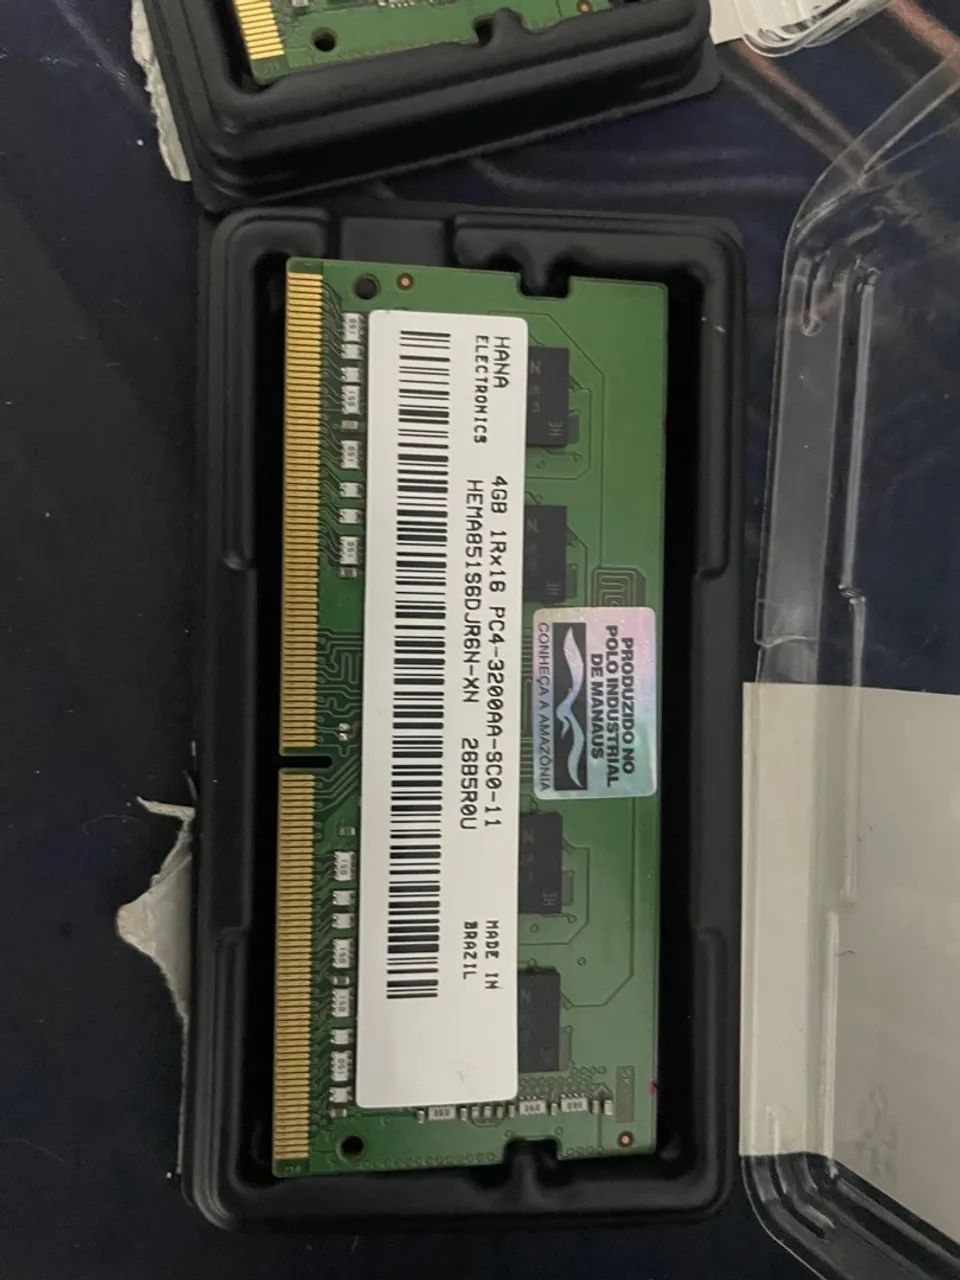 HANA
ELECTRONICS
4GB 1Rx16 PC4-3200AA-SC0-11
HEMA851S6DJR6N-XN 26B5R0U
MADE IN
BRAZIL
PRODUZIDO NO
POLO INDUSTRIAL
DE MANAUS
CONHEÇA A AMAZÔNIA